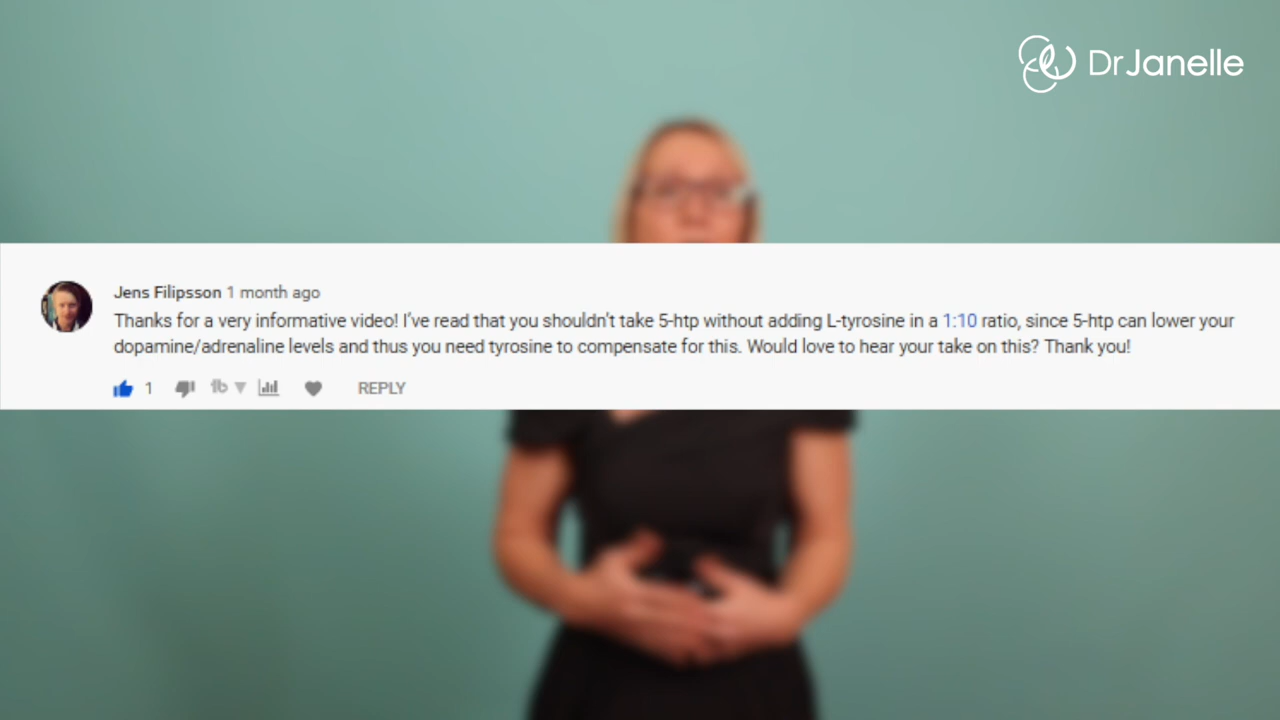 DrJanelle
Jens Filipsson 1 month ago
Thanks for a very informative video! I've read that you shouldn't take 5-htp without adding L-tyrosine in a 1:10 ratio, since 5-htp can lower your
dopamine/adrenaline levels and thus you need tyrosine to compensate for this. Would love to hear your take on this? Thank you!
1
REPLY